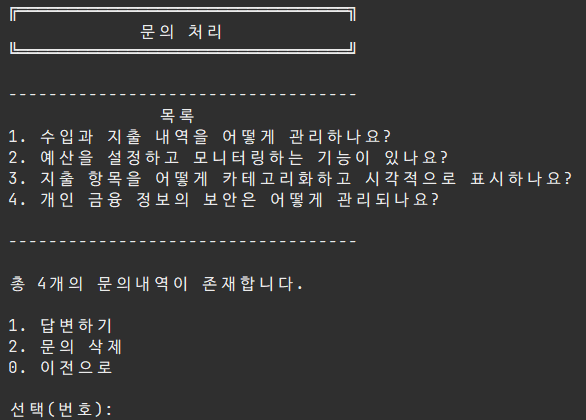 문의 처리
목록
1. 수입과 지출 내역을 어떻게 관리하나요?
2. 예산을 설정하고 모니터링하는 기능이 있나요?
3. 지출 항목을 어떻게 카테고리화하고 시각적으로 표시하나요?
4. 개인 금융 정보의 보안은 어떻게 관리되나요?
총 4개의 문의내역이 존재합니다.
1. 답변하기
2. 문의 삭제
0. 이전으로
선택(번호):